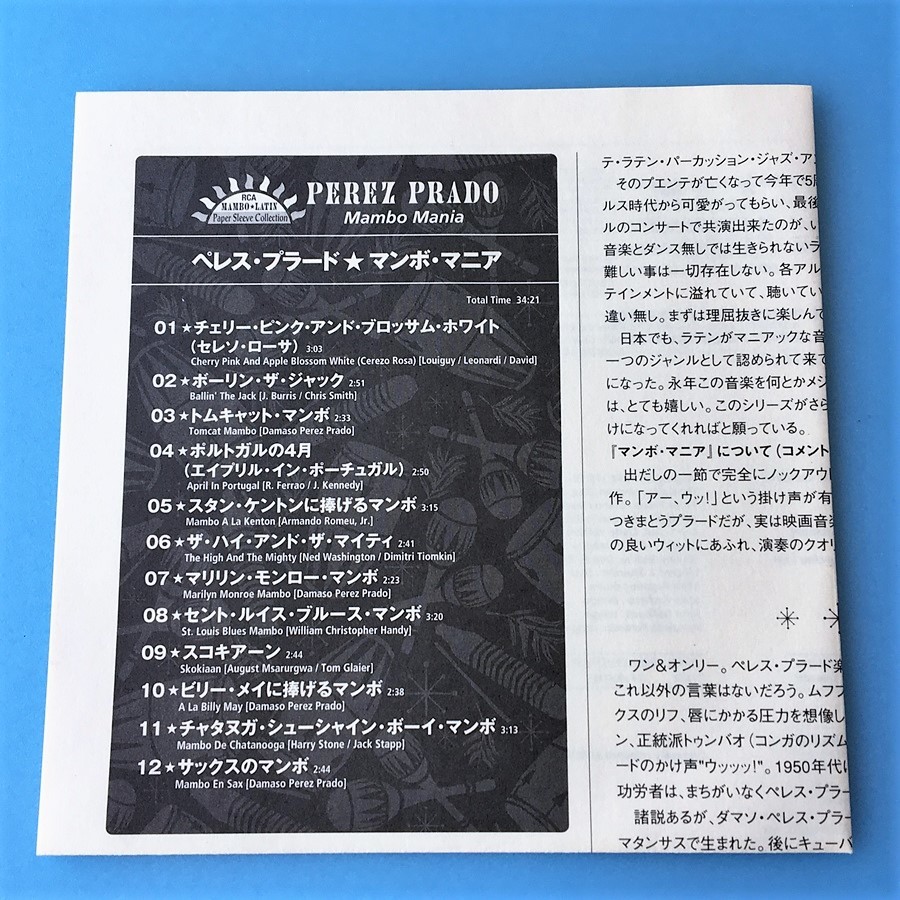 RCA
MAMBO★LATIN
Paper Sleeve Collection
PEREZ PRADO
Mambo Mania
ペレス・プラード★マンボ・マニア
Total Time 34:21
01★チェリー・ピンク・アンド・ブロッサム・ホワイト
（セレソ・ローサ） 3:03
Cherry Pink And Apple Blossom White (Cerezo Rosa) [Louiguy / Leonardi / David]
02★ボーリン・ザ・ジャック 2:51
Ballin' The Jack [J. Burris / Chris Smith]
03★トムキャット・マンボ 2:33
Tomcat Mambo [Damaso Perez Prado]
04★ポルトガルの4月
（エイプリル・イン・ポーチュガル） 2:50
April In Portugal [R. Ferrao / J. Kennedy]
05★スタン・ケントンに捧げるマンボ 3:15
Mambo A La Kenton [Armando Romeu, Jr.]
06★ザ・ハイ・アンド・ザ・マイティ 2:41
The High And The Mighty [Ned Washington / Dimitri Tiomkin]
07★マリリン・モンロー・マンボ 2:23
Marilyn Monroe Mambo [Damaso Perez Prado]
08★セント・ルイス・ブルース・マンボ 3:20
St. Louis Blues Mambo [William Christopher Handy]
09★スコキアーン 2:44
Skokiaan [August Msarurgwa / Tom Glaier]
10★ビリー・メイに捧げるマンボ 2:38
A La Billy May [Damaso Perez Prado]
11★チャタヌガ・シューシャイン・ボーイ・マンボ 3:13
Mambo De Chatanooga [Harry Stone / Jack Stapp]
12★サックスのマンボ 2:44
Mambo En Sax [Damaso Perez Prado]
テ・ラテン・パーカッション・ジャズ・ア
そのプエンテが亡くなって今年で5
ルス時代から可愛がってもらい、最後
ルのコンサートで共演出来たのが、い
音楽とダンス無しでは生きられないラ
難しい事は一切存在しない。各アル
テインメントに溢れていて、聴いてい
違い無し。まずは理屈抜きに楽しんで
日本でも、ラテンがマニアックな音
一つのジャンルとして認められて来て
になった。永年この音楽を何とかメジ
は、とても嬉しい。このシリーズがさら
けになってくれればと願っている。
『マンボ・マニア』について（コメント
出だしの一節で完全にノックアウ
作。「アー、ウッ!」という掛け声が有
つきまとうプラードだが、実は映画音楽
の良いウィットにあふれ、演奏のクオリ
ワン&オンリー。ペレス・プラード楽
これ以外の言葉はないだろう。ムフフ
クスのリフ、唇にかかる圧力を想像し
ン、正統派トゥンバオ（コンガのリズム
ードのかけ声"ウッッッ!"。1950年代
功労者は、まちがいなくペレス・プラー
諸説あるが、ダマソ・ペレス・プラー
マタンサスで生まれた。後にキューバ